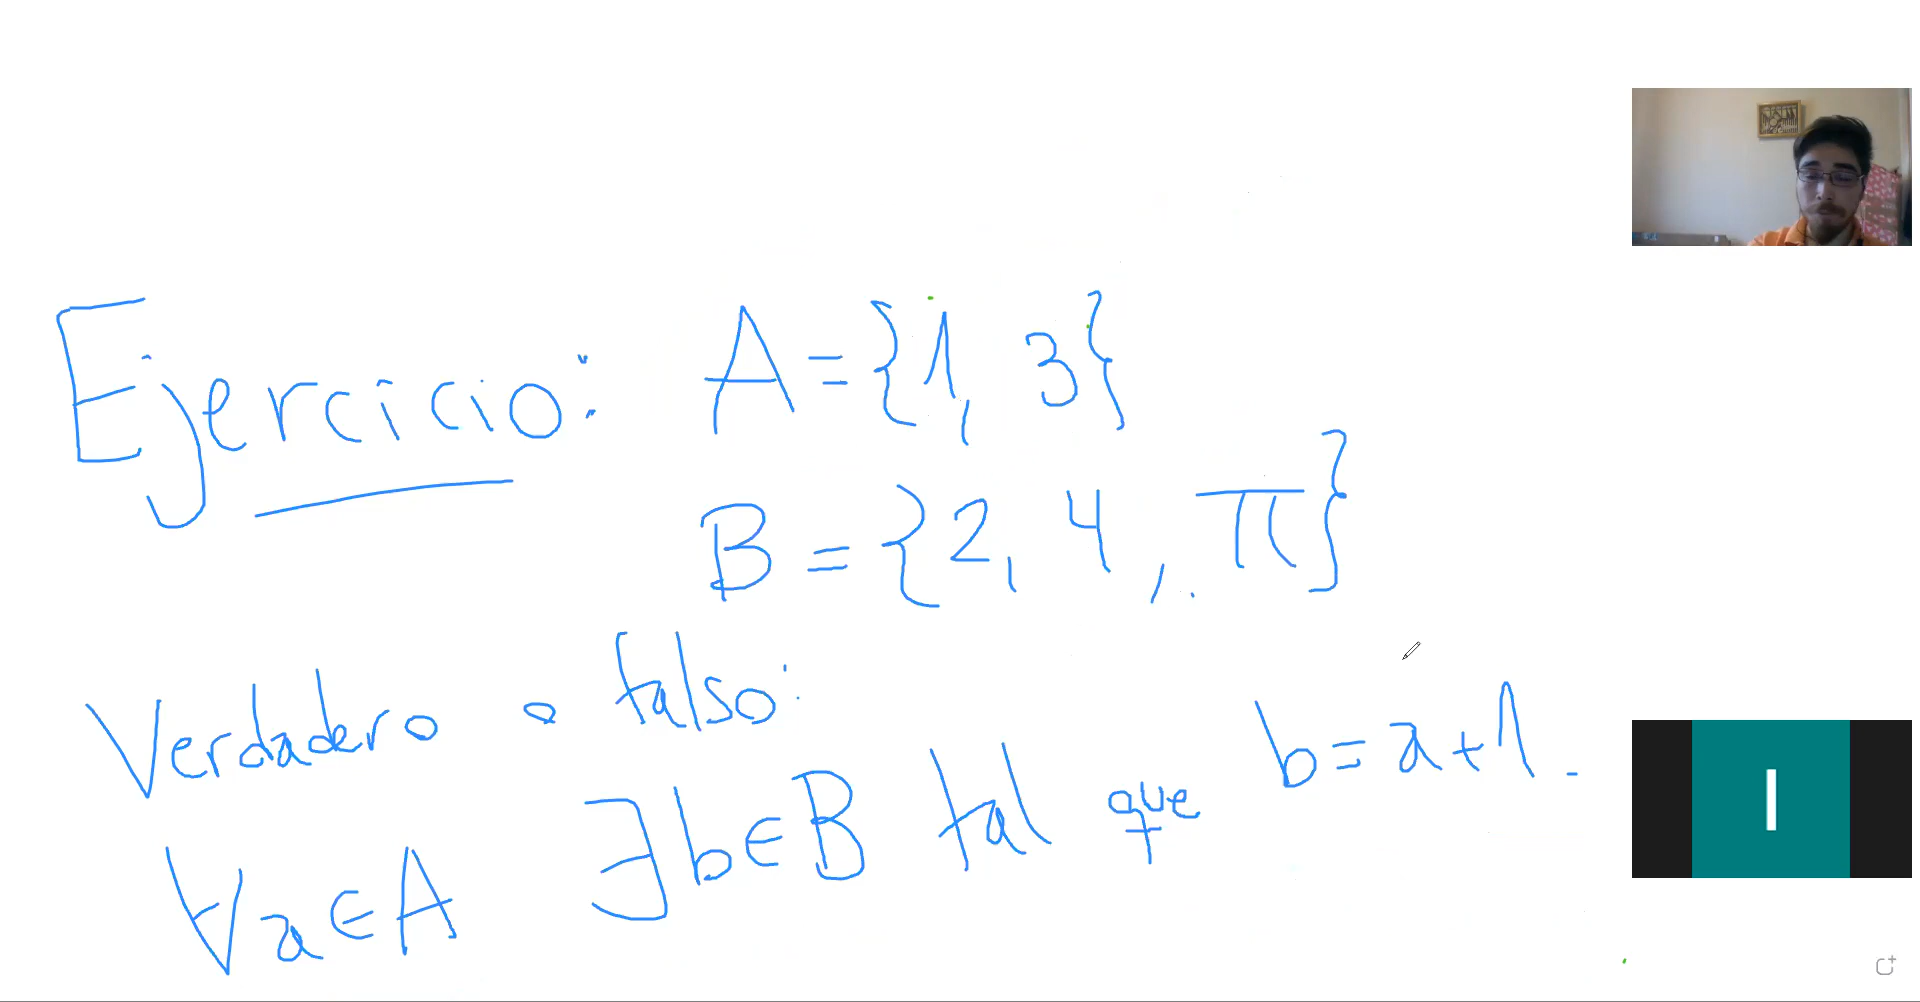 Ejercicio: A = {1, 3}
B = {2, 4, π}
Verdadero o falso:
∀a∈A ∃b∈B tal que b = a + 1.
I